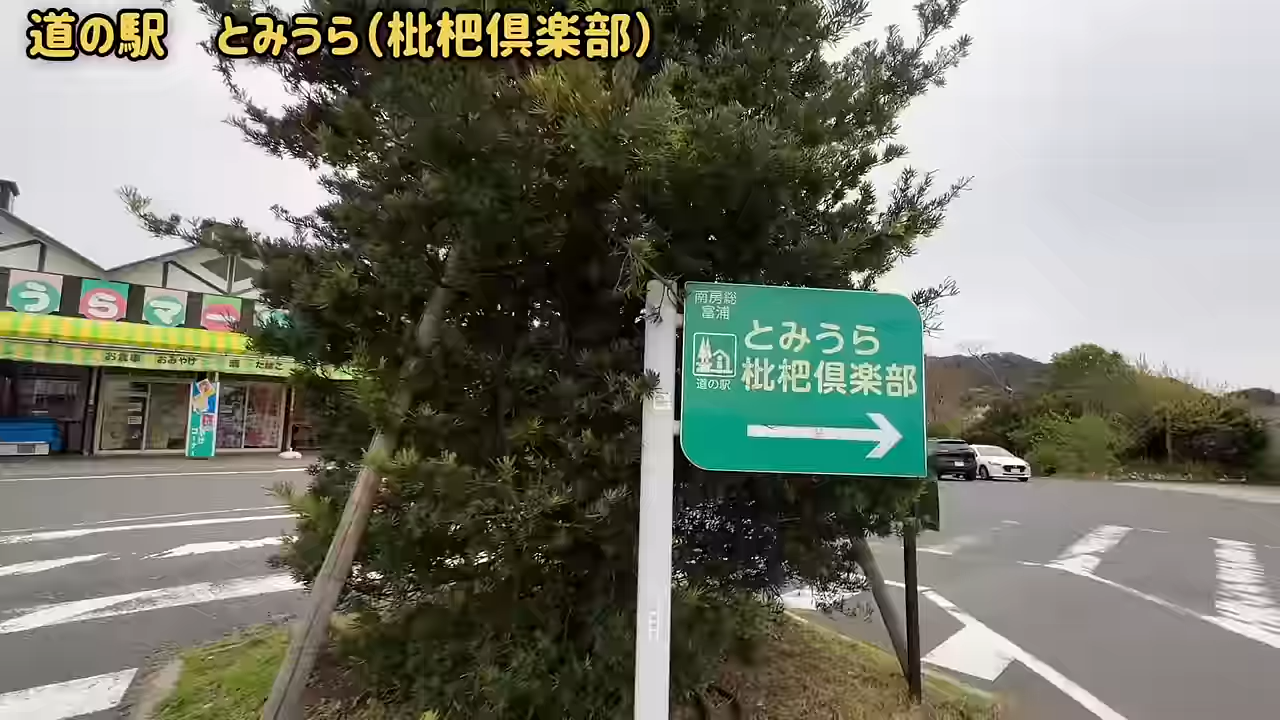 道の駅　とみうら（枇杷倶楽部）
うらマー
お食事 おみやげ
南房総
富浦
とみうら
枇杷倶楽部
道の駅